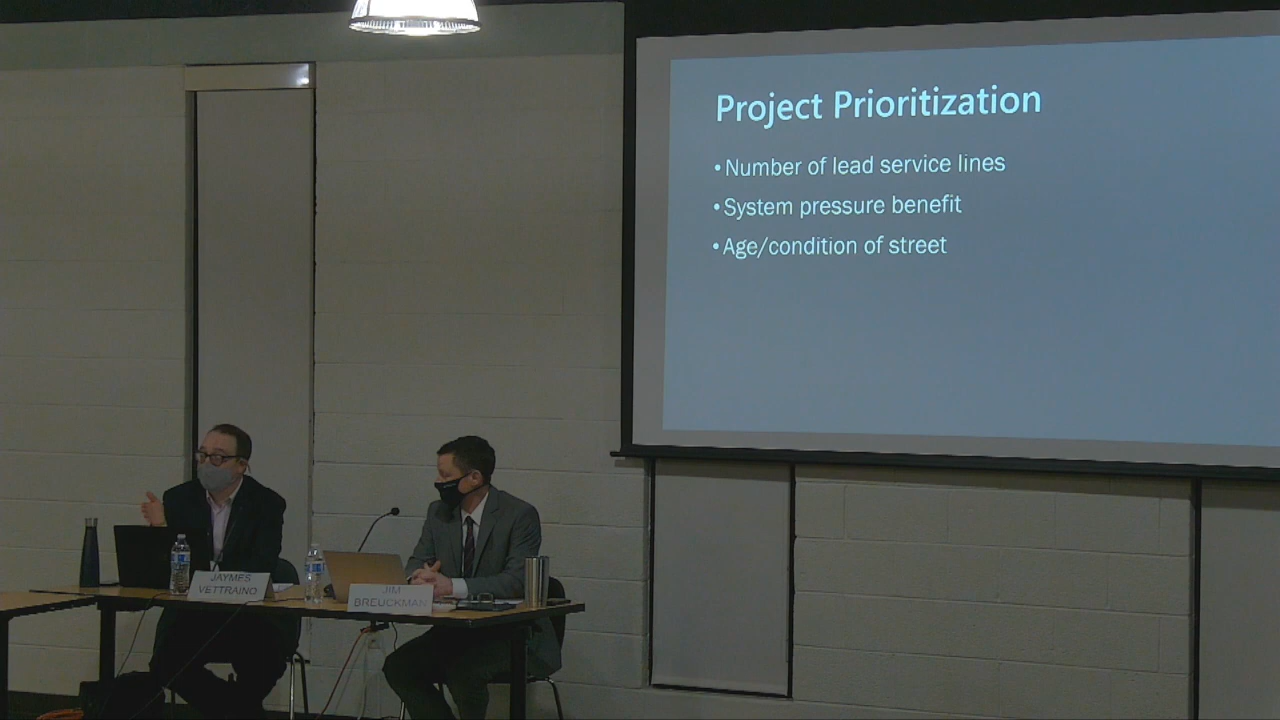 Project Prioritization
• Number of lead service lines
• System pressure benefit
• Age/condition of street
JAYMES
VETTRAINO
JIM
BREUCKMAN